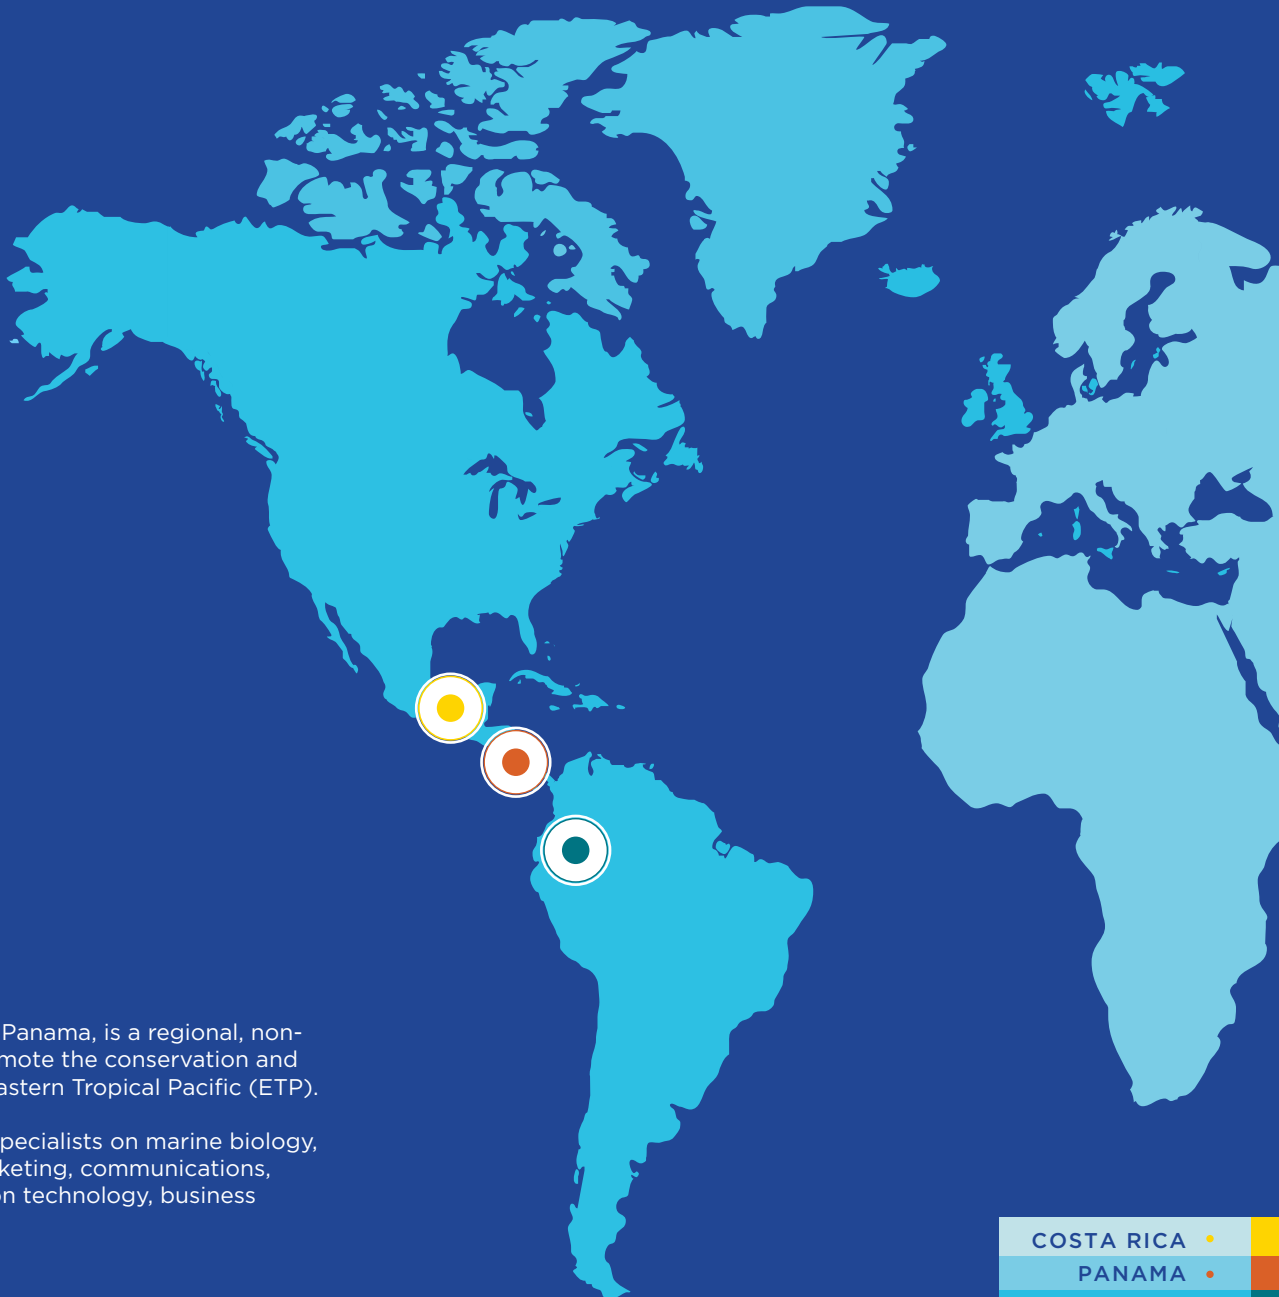 Panama, is a regional, non-
mote the conservation and
astern Tropical Pacific (ETP).
pecialists on marine biology,
keting, communications,
on technology, business
COSTA RICA
PANAMA